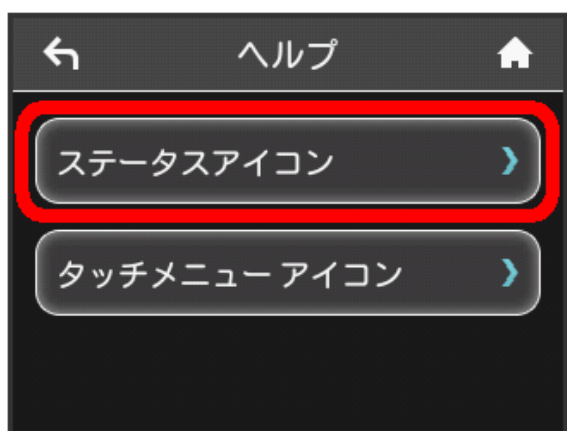 ヘルプ
ステータスアイコン
タッチメニュー アイコン